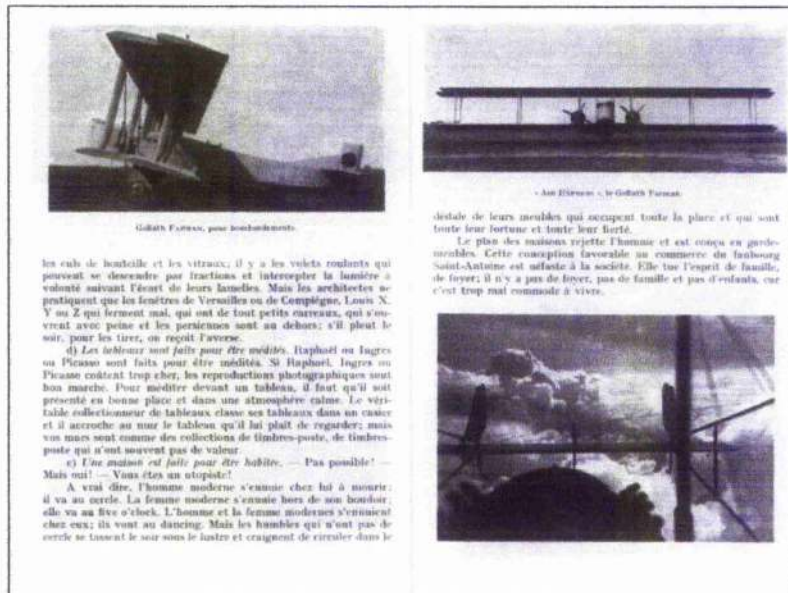 Goliath FARMAN, pour bombardements.
les culs de bouteille et les vitraux; il y a les volets roulants qui
peuvent se descendre par fractions et intercepter la lumière à
volonté suivant l'écart de leurs lamelles. Mais les architectes ne
pratiquent que les fenêtres de Versailles ou de Compiègne, Louis X.
Y ou Z qui ferment mal, qui ont de tout petits carreaux, qui s'ou-
vrent avec peine et les persiennes sont au dehors; s'il pleut le
soir, pour les tirer, on reçoit l'averse.
d) Les tableaux sont faits pour être médités. Raphaël ou Ingres
ou Picasso sont faits pour être médités. Si Raphaël, Ingres ou
Picasso coûtent trop cher, les reproductions photographiques sont
bon marché. Pour méditer devant un tableau, il faut qu'il soit
présenté en bonne place et dans une atmosphère calme. Le véri-
table collectionneur de tableaux classe ses tableaux dans un casier
et il accroche au mur le tableau qu'il lui plaît de regarder; mais
vos murs sont comme des collections de timbres-poste, de timbres-
poste qui n'ont souvent pas de valeur.
e) Une maison est faite pour être habitée. — Pas possible! —
Mais oui! — Vous êtes un utopiste!
A vrai dire, l'homme moderne s'ennuie chez lui à mourir;
il va au cercle. La femme moderne s'ennuie hors de son boudoir;
elle va au five o'clock. L'homme et la femme modernes s'ennuient
chez eux; ils vont au dancing. Mais les humbles qui n'ont pas de
cercle se tassent le soir sous le lustre et craignent de circuler dans le
le Goliath FARMAN.
dédale de leurs meubles qui occupent toute la place et qui sont
toute leur fortune et toute leur fierté.
Le plan des maisons rejette l'homme et est conçu en garde-
meubles. Cette conception favorable au commerce du faubourg
Saint-Antoine est néfaste à la société. Elle tue l'esprit de famille,
de foyer; il n'y a pas de foyer, pas de famille et pas d'enfants, car
c'est trop mal commode à vivre.